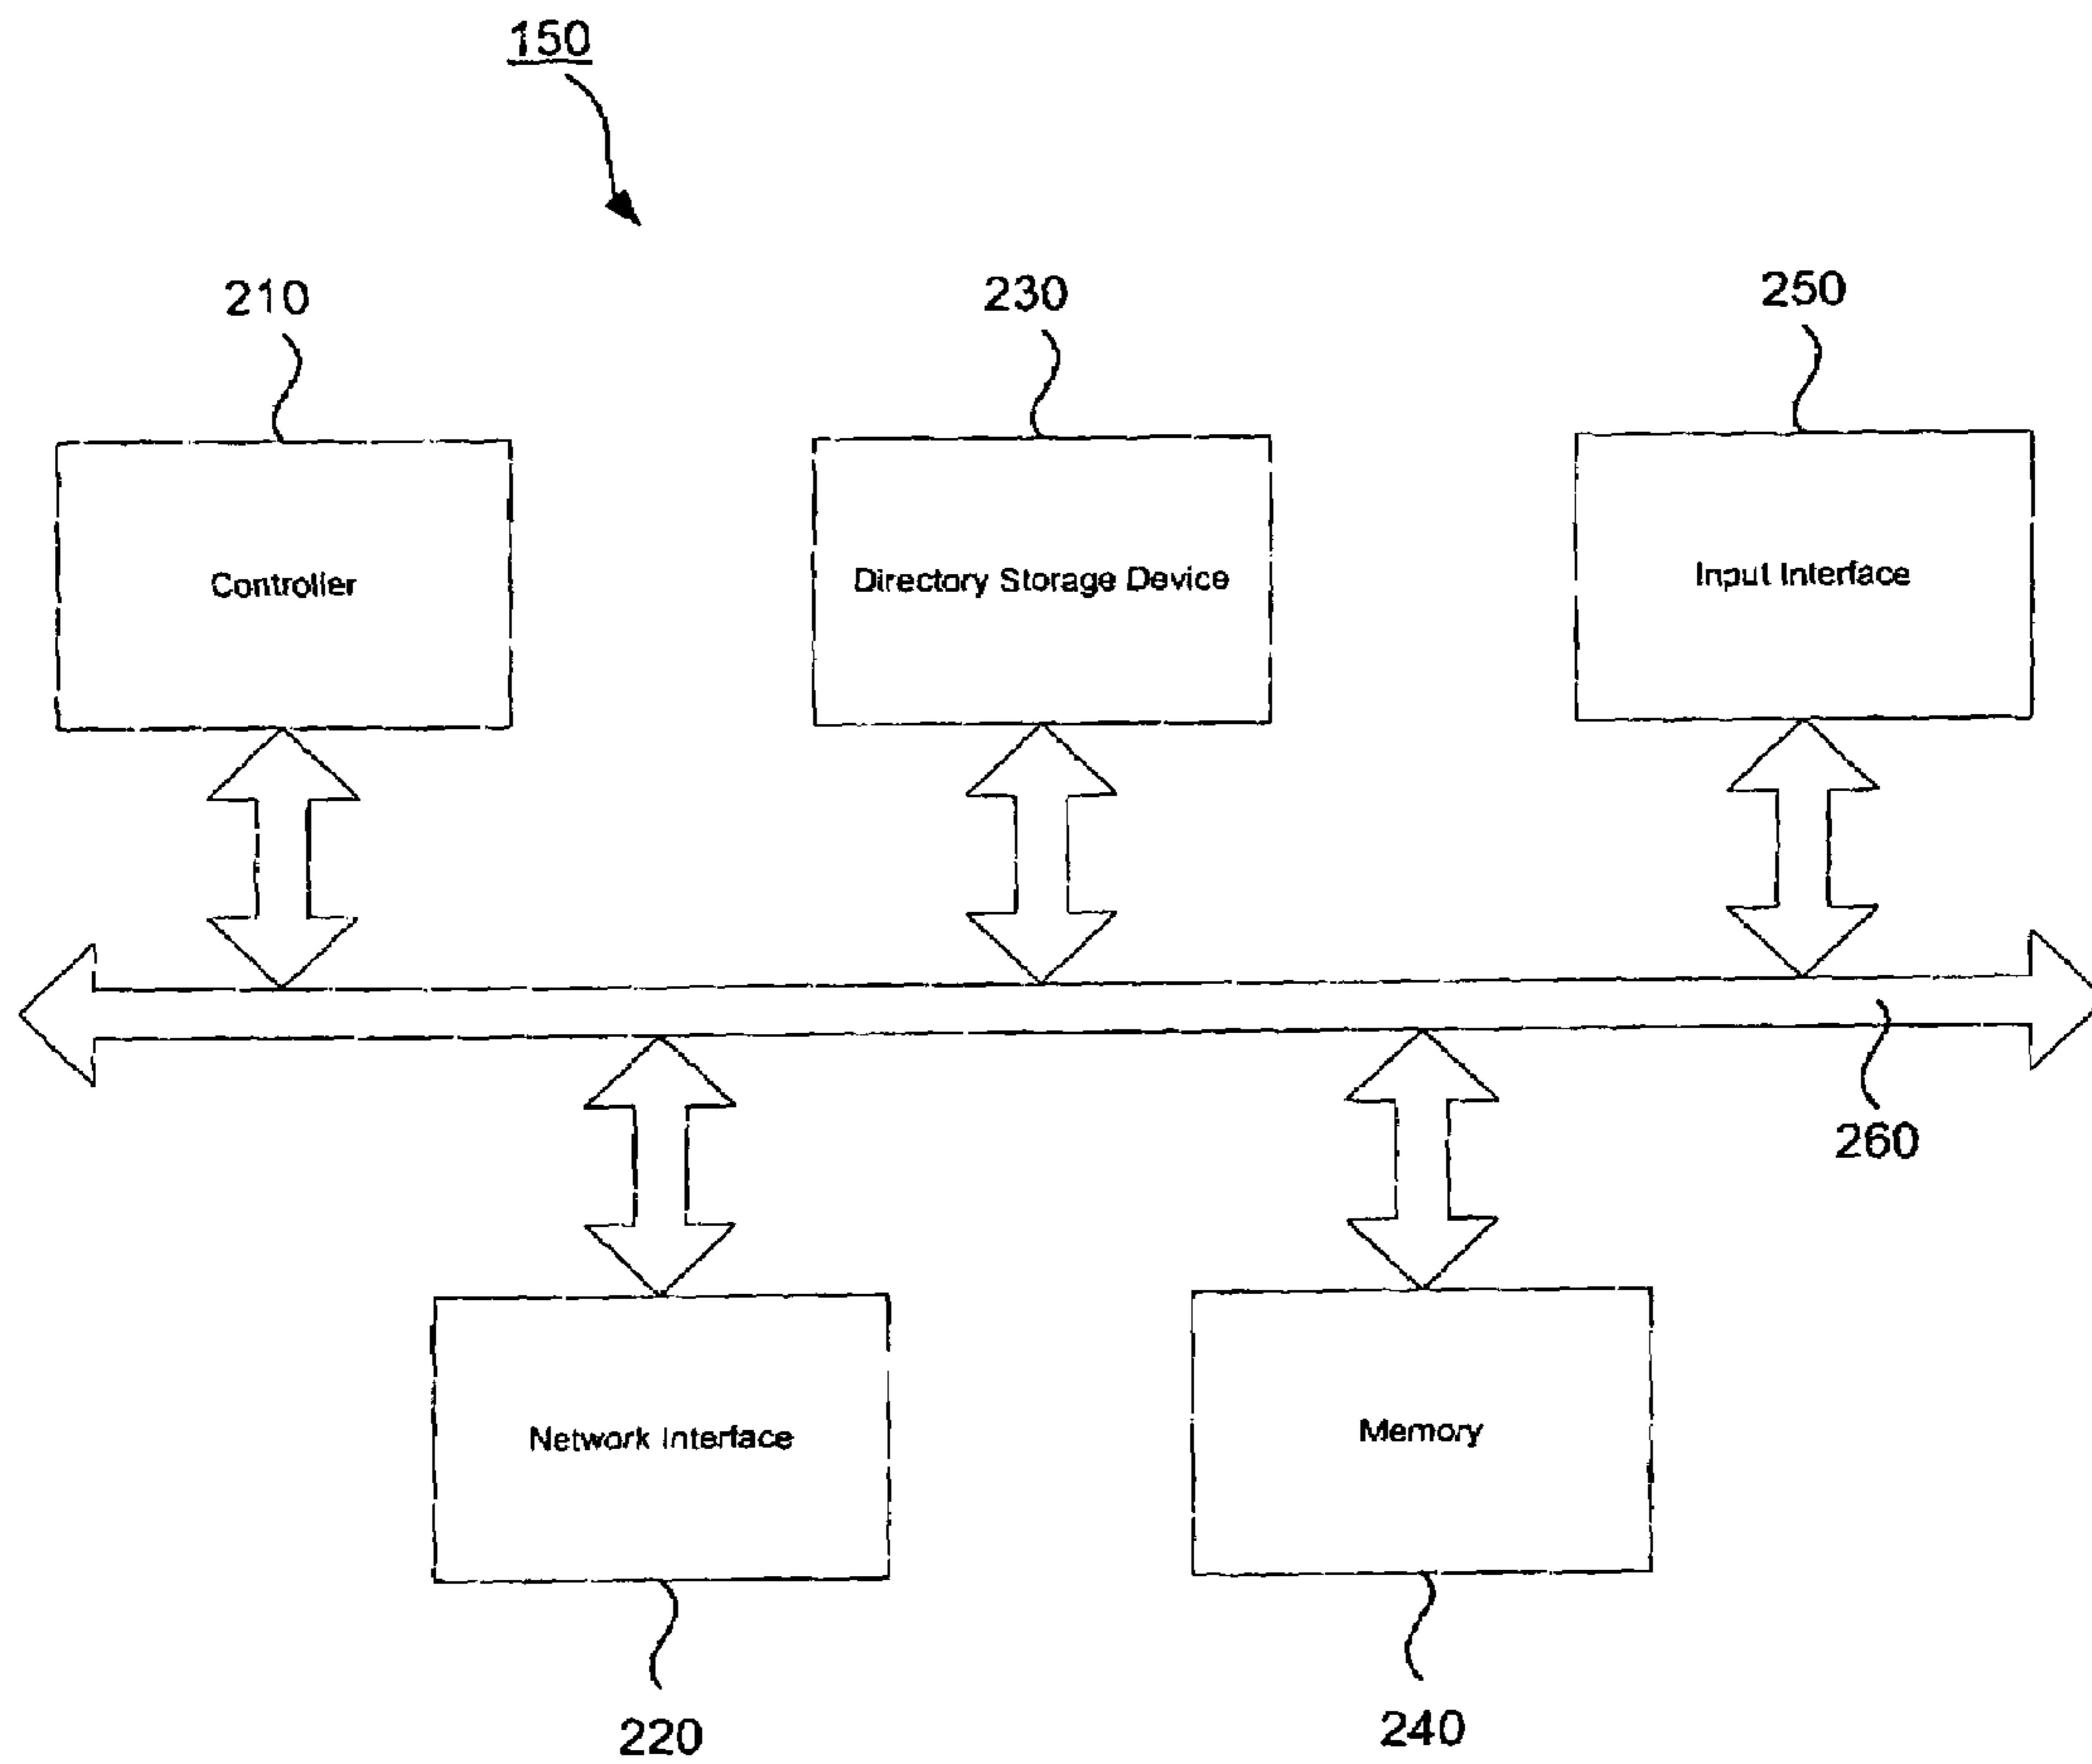 150
210
230
250
Controller
Directory Storage Device
Input Interface
260
Network Interface
Memory
220
240